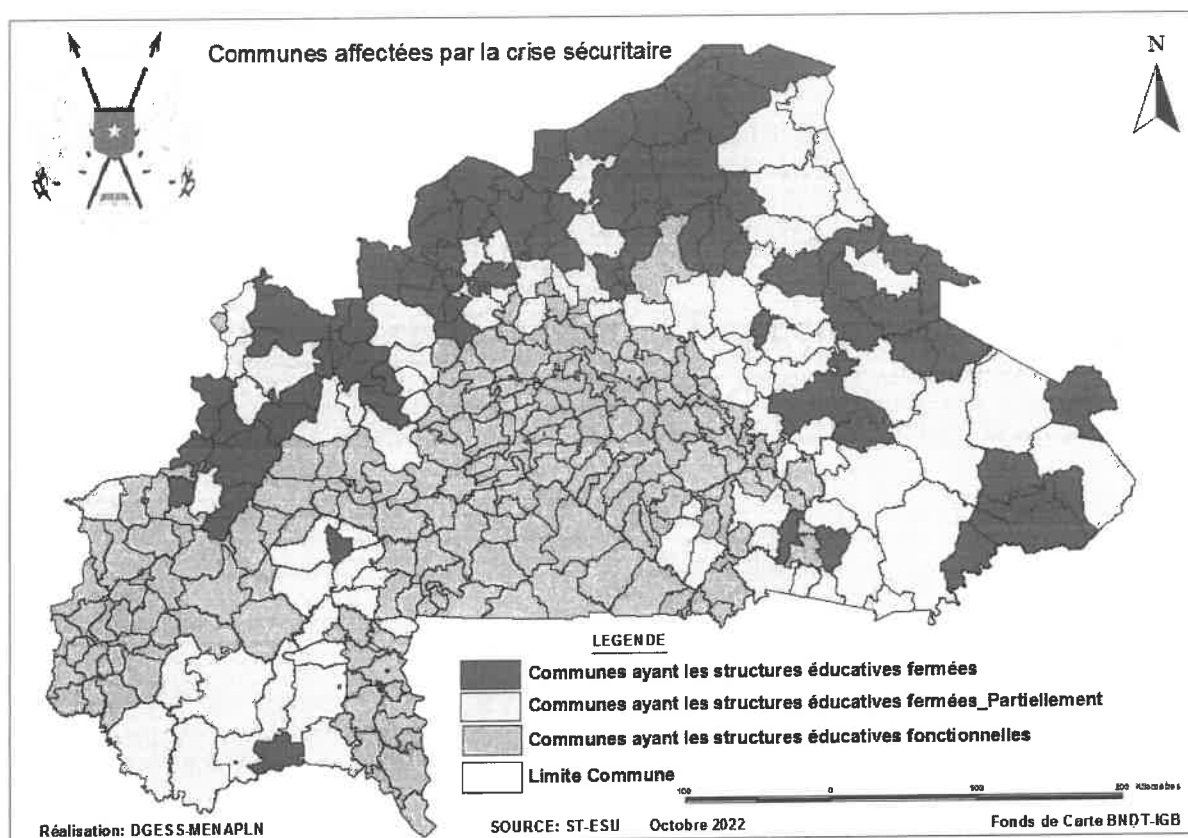 Communes affectées par la crise sécuritaire
N
LEGENDE
Communes ayant les structures éducatives fermées
Communes ayant les structures éducatives fermées_Partiellement
Communes ayant les structures éducatives fonctionnelles
Limite Commune
100 0 100 200 Kilomètres
Réalisation: DGESS-MENAPLN
SOURCE: ST-ESU Octobre 2022
Fonds de Carte BNDT-IGB